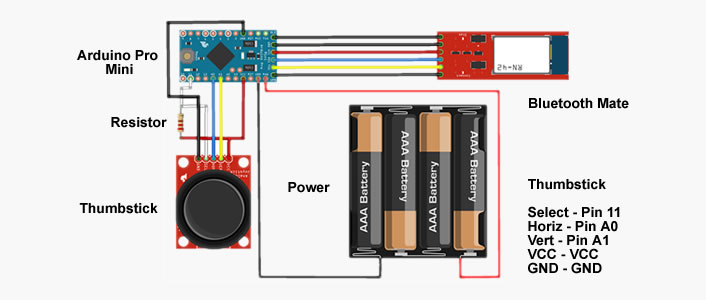 Arduino Pro
Mini
Resistor
Thumbstick
Power
AAA Battery
AAA Battery
AAA Battery
AAA Battery
RN-42
Bluetooth Mate
Thumbstick
Select - Pin 11
Horiz - Pin A0
Vert - Pin A1
VCC - VCC
GND - GND